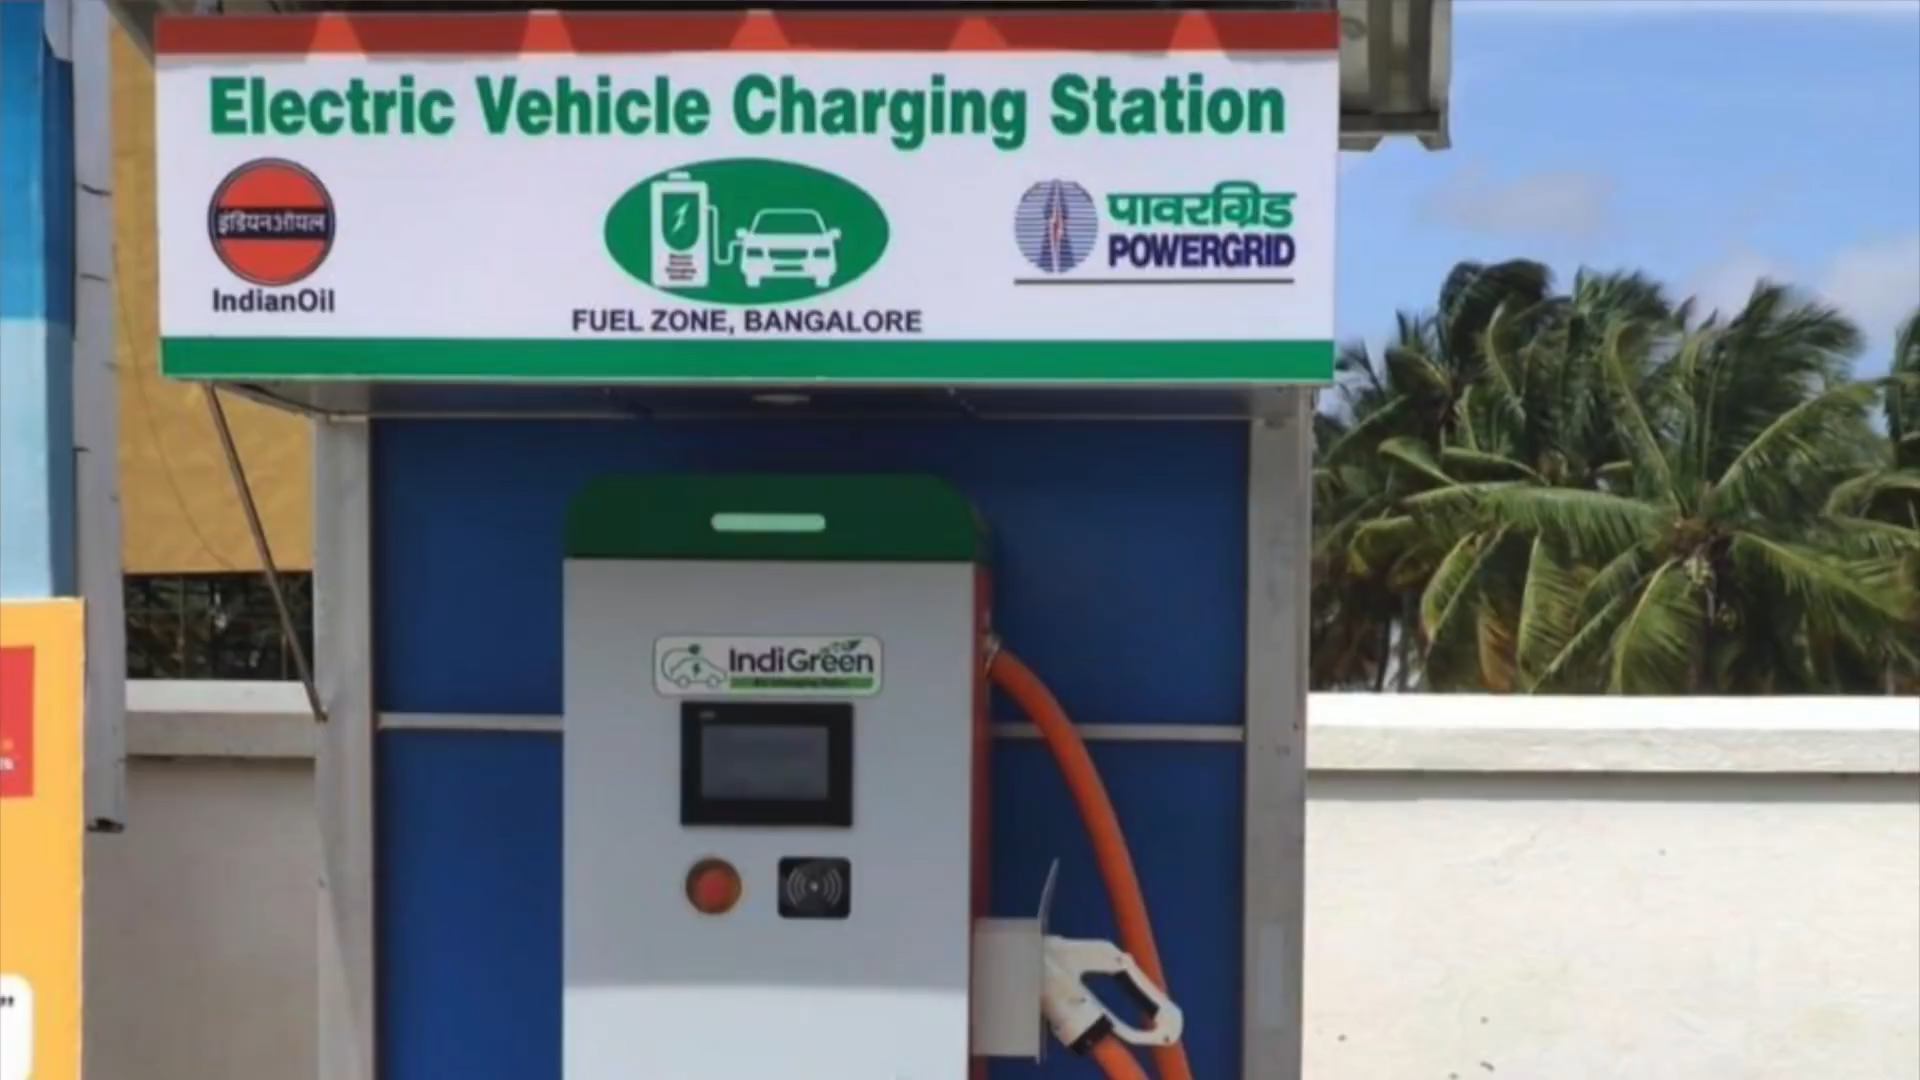 Electric Vehicle Charging Station
इंडियनऑयल
IndianOil
FUEL ZONE, BANGALORE
पावरग्रिड
POWERGRID
IndiGreen